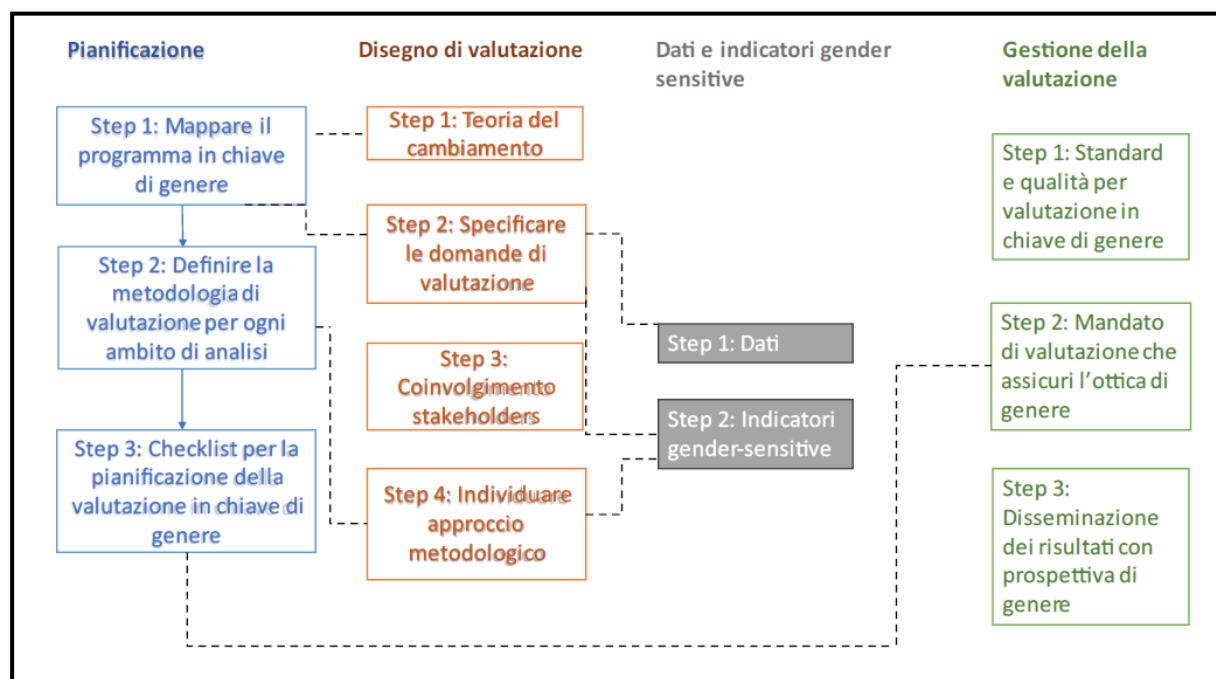 Pianificazione
Step 1: Mappare il
programma in chiave
di genere
Step 2: Definire la
metodologia di
valutazione per ogni
ambito di analisi
Step 3: Checklist per la
pianificazione della
valutazione in chiave di
genere
Disegno di valutazione
Step 1: Teoria del
cambiamento
Step 2: Specificare
le domande di
valutazione
Step 3:
Coinvolgimento
stakeholders
Step 4: Individuare
approccio
metodologico
Dati e indicatori gender
sensitive
Step 1: Dati
Step 2: Indicatori
gender-sensitive
Gestione della
valutazione
Step 1: Standard
e qualità per
valutazione in
chiave di genere
Step 2: Mandato
di valutazione che
assicuri l’ottica di
genere
Step 3:
Disseminazione
dei risultati con
prospettiva di
genere